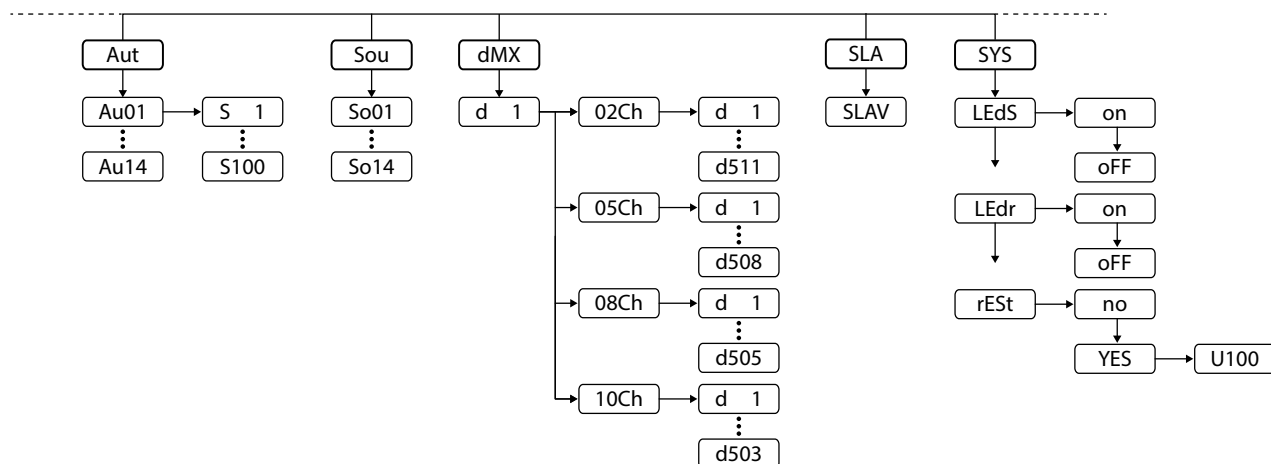 Aut Sou dMX SLA SYS
Au01 S 1 So01 d 1 02Ch d 1 SLAV LEdS on
Au14 S100 So14 d511 oFF
05Ch d 1 LEdr on
d508 oFF
08Ch d 1 rESt no
d505 YES U100
10Ch d 1
d503